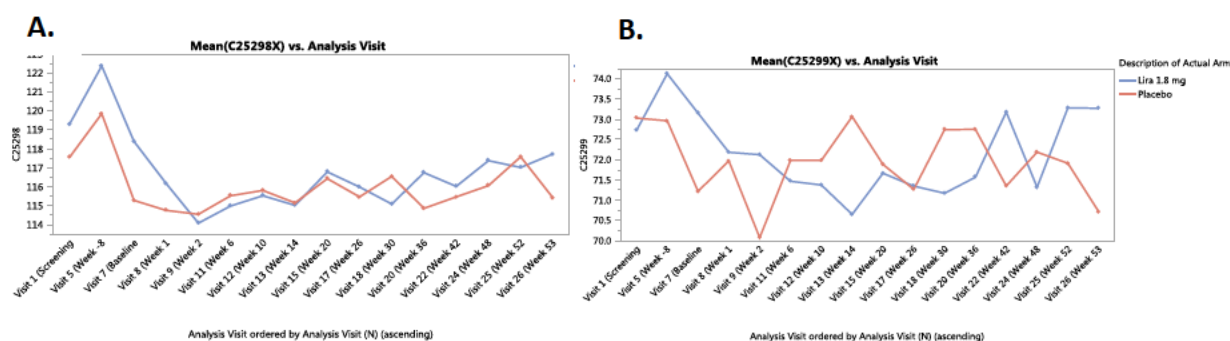 A.
Mean(C25298X) vs. Analysis Visit
C25298
123
122
121
120
119
118
117
116
115
114
Visit 1 (Screening
Visit 5 (Week -8
Visit 7 (Baseline
Visit 8 (Week 1
Visit 9 (Week 2
Visit 11 (Week 6
Visit 12 (Week 10
Visit 13 (Week 14
Visit 15 (Week 20
Visit 17 (Week 26
Visit 18 (Week 30
Visit 20 (Week 36
Visit 22 (Week 42
Visit 24 (Week 48
Visit 25 (Week 52
Visit 26 (Week 53
Analysis Visit ordered by Analysis Visit (N) (ascending)
B.
Mean(C25299X) vs. Analysis Visit
C25299
74.0
73.5
73.0
72.5
72.0
71.5
71.0
70.5
70.0
Visit 1 (Screening
Visit 5 (Week -8
Visit 7 (Baseline
Visit 8 (Week 1
Visit 9 (Week 2
Visit 11 (Week 6
Visit 12 (Week 10
Visit 13 (Week 14
Visit 15 (Week 20
Visit 17 (Week 26
Visit 18 (Week 30
Visit 20 (Week 36
Visit 22 (Week 42
Visit 24 (Week 48
Visit 25 (Week 52
Visit 26 (Week 53
Analysis Visit ordered by Analysis Visit (N) (ascending)
Description of Actual Arm
Lira 1.8 mg
Placebo